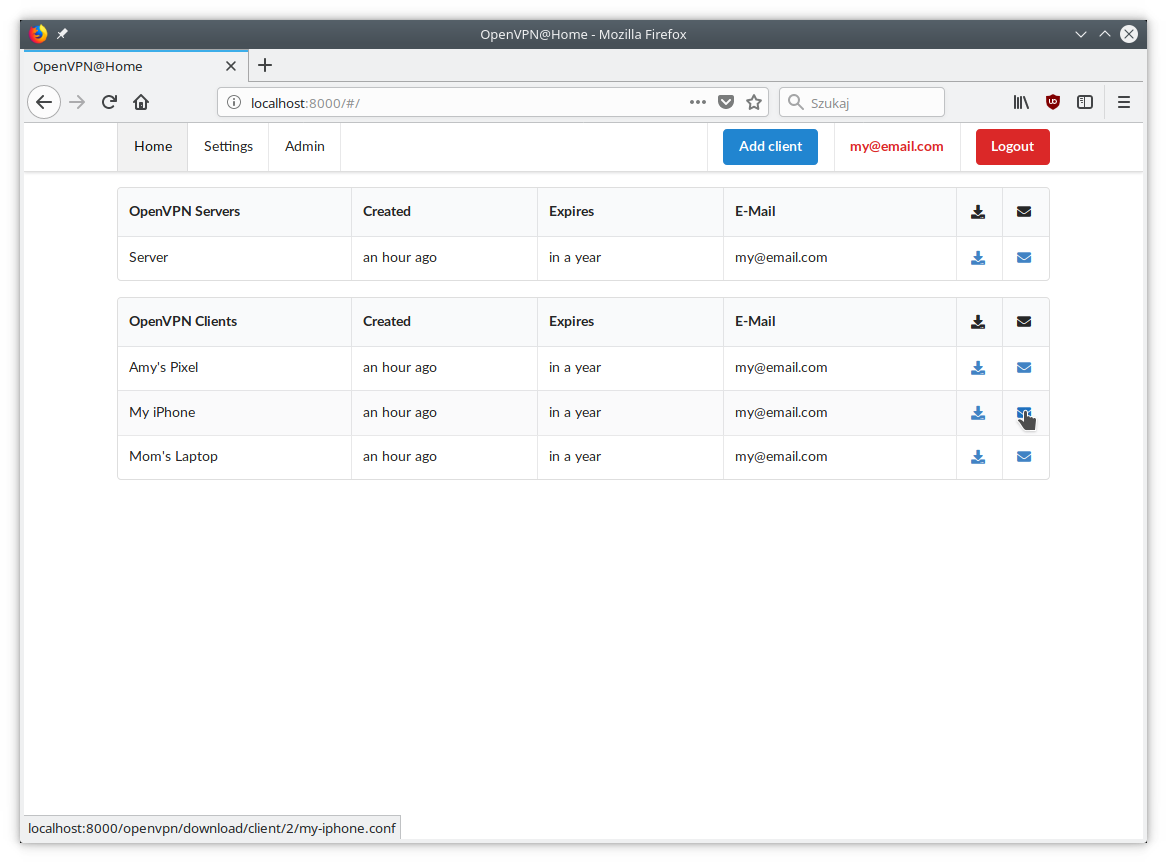 OpenVPN@Home - Mozilla Firefox
OpenVPN@Home
localhost:8000/#/
Szukaj
Home Settings Admin Add client my@email.com Logout
OpenVPN Servers Created Expires E-Mail
Server an hour ago in a year my@email.com
OpenVPN Clients Created Expires E-Mail
Amy's Pixel an hour ago in a year my@email.com
My iPhone an hour ago in a year my@email.com
Mom's Laptop an hour ago in a year my@email.com
localhost:8000/openvpn/download/client/2/my-iphone.conf